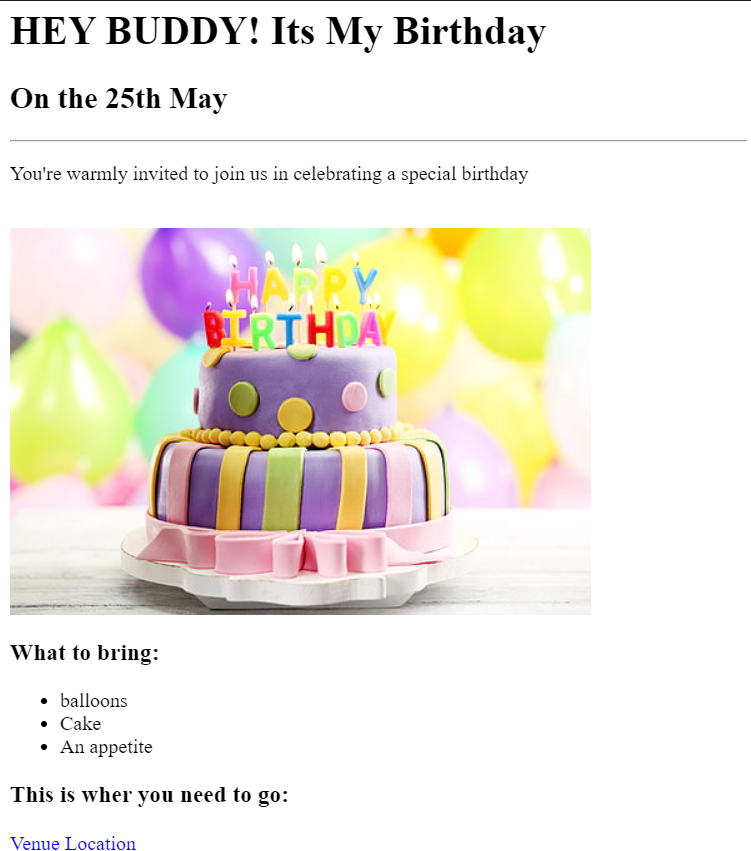 HEY BUDDY! Its My Birthday
On the 25th May
You're warmly invited to join us in celebrating a special birthday
HAPPY
BIRTHDAY
What to bring:
balloons
Cake
An appetite
This is wher you need to go:
Venue Location